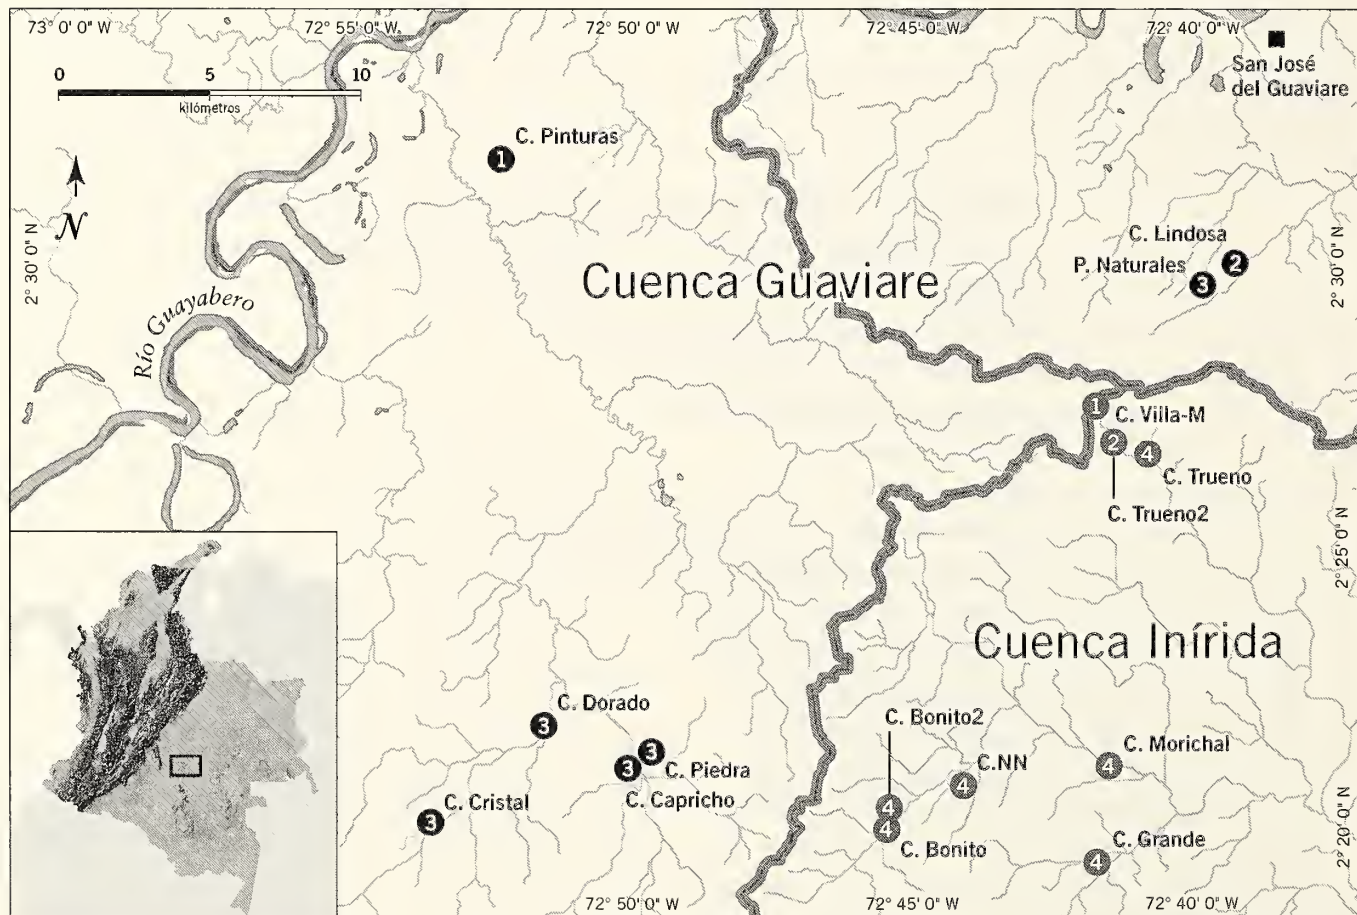 73° 0' 0" W
72° 55' 0" W
72° 50' 0" W
72° 45' 0" W
72° 40' 0" W
0 5 10
kilómetros
San José
del Guaviare
C. Pinturas
1
N
2° 30' 0" N
C. Lindosa
2
P. Naturales
3
2° 30' 0" N
Cuenca Guaviare
Río Guayabero
1
C. Villa-M
2
4
C. Trueno
C. Trueno2
2° 25' 0" N
Cuenca Inírida
C. Dorado
3
C. Bonito2
3
C. Piedra
3
C. Capricho
C.NN
4
C. Morichal
4
C. Cristal
3
4
4
C. Bonito
C. Grande
4
2° 20' 0" N
72° 50' 0" W
72° 45' 0" W
72° 40' 0" W